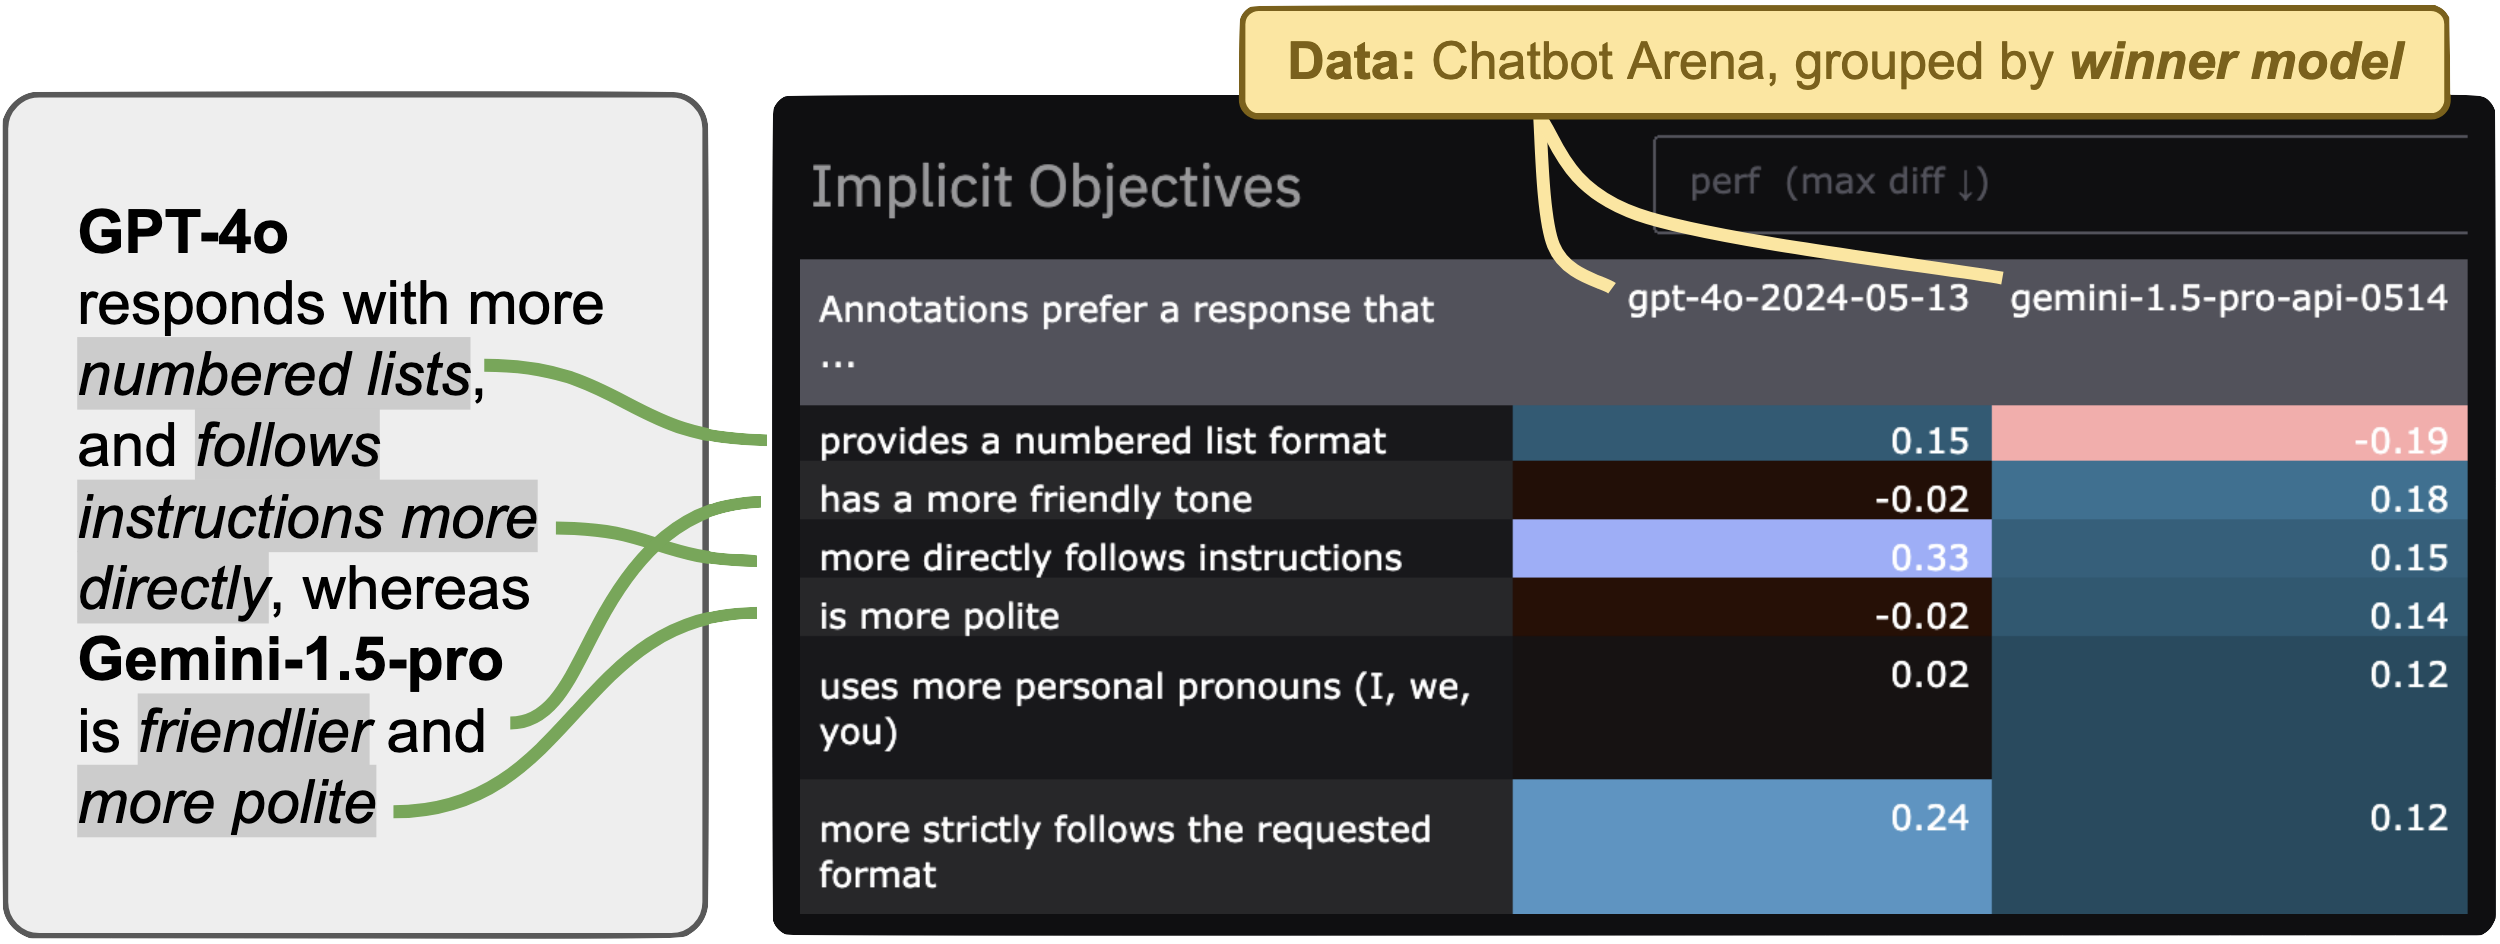 Data: Chatbot Arena, grouped by winner model
GPT-4o
responds with more
numbered lists,
and follows
instructions more
directly, whereas
Gemini-1.5-pro
is friendlier and
more polite
Implicit Objectives
perf (max diff ↓)
Annotations prefer a response that
...
gpt-4o-2024-05-13
gemini-1.5-pro-api-0514
provides a numbered list format 0.15 -0.19
has a more friendly tone -0.02 0.18
more directly follows instructions 0.33 0.15
is more polite -0.02 0.14
uses more personal pronouns (I, we, 0.02 0.12
you)
more strictly follows the requested 0.24 0.12
format